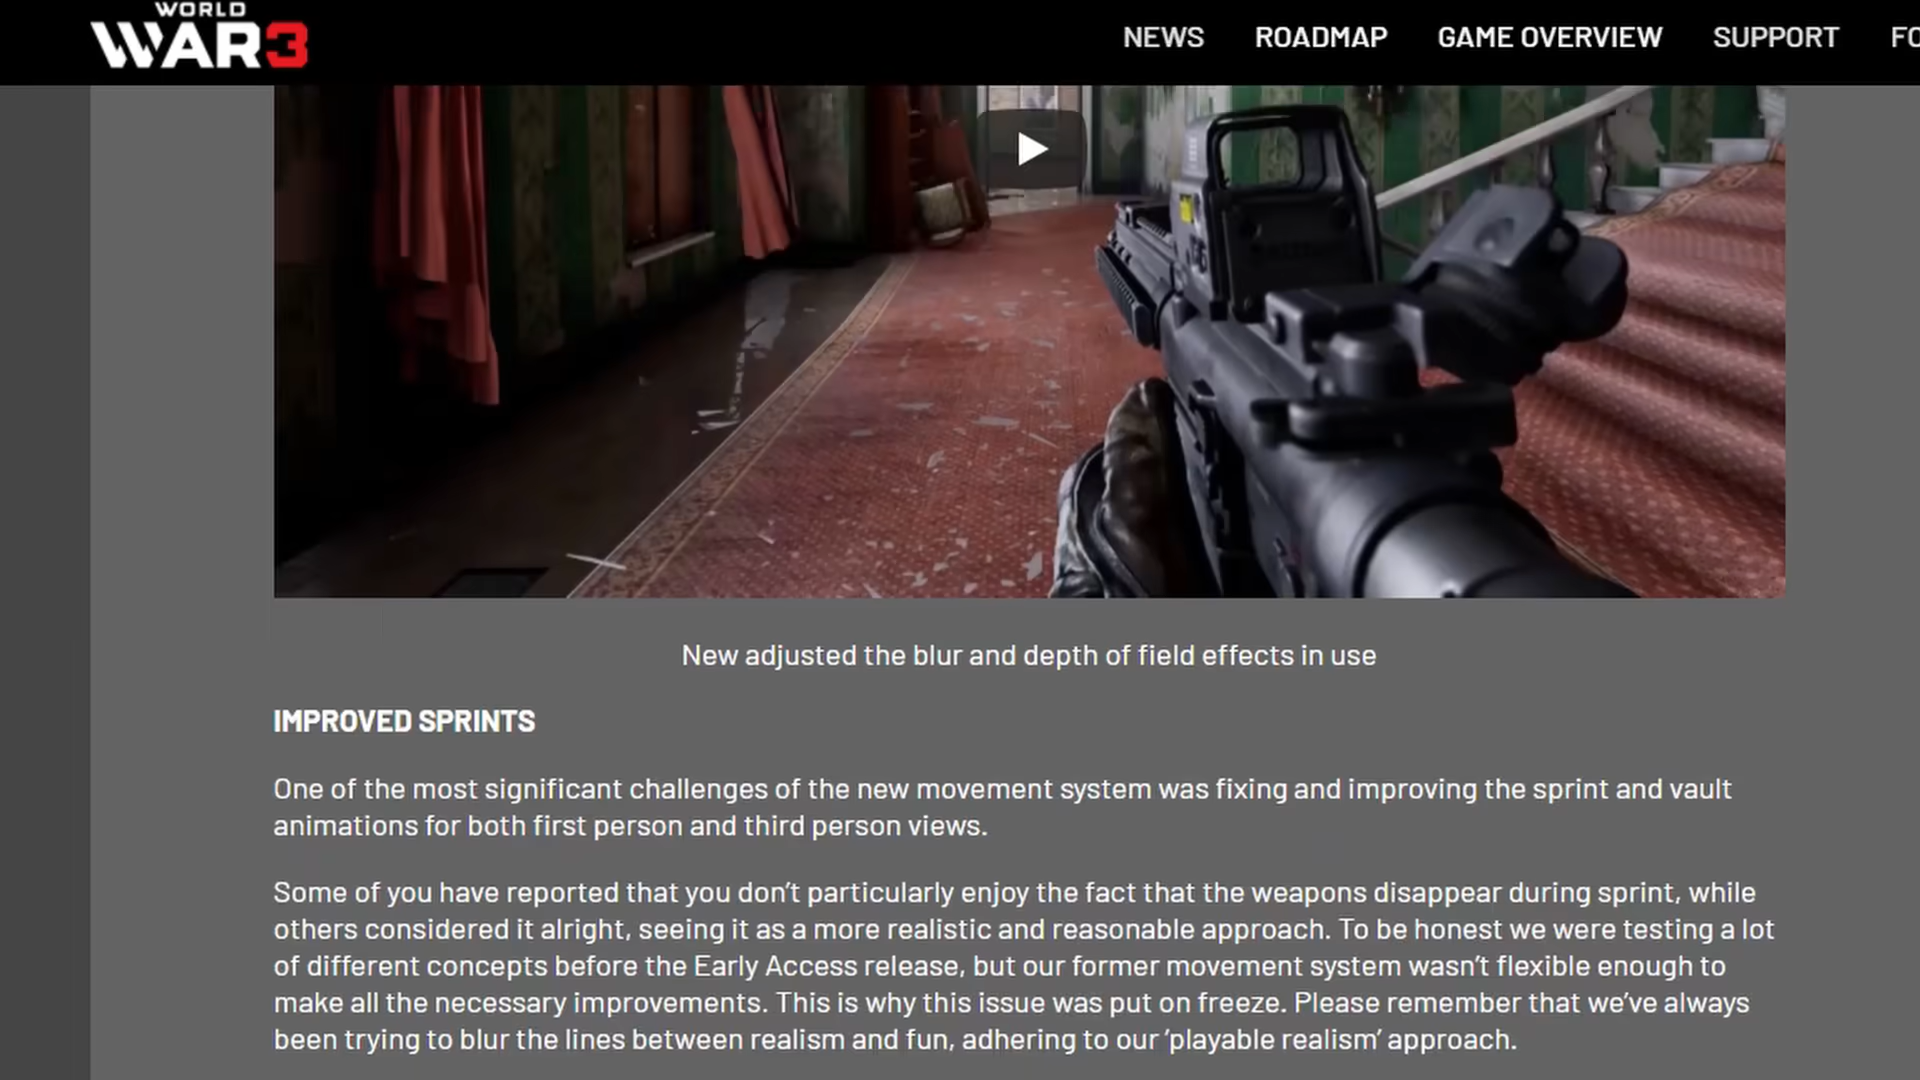 WORLD
WAR3
NEWS ROADMAP GAME OVERVIEW SUPPORT FO
New adjusted the blur and depth of field effects in use
IMPROVED SPRINTS
One of the most significant challenges of the new movement system was fixing and improving the sprint and vault
animations for both first person and third person views.
Some of you have reported that you don’t particularly enjoy the fact that the weapons disappear during sprint, while
others considered it alright, seeing it as a more realistic and reasonable approach. To be honest we were testing a lot
of different concepts before the Early Access release, but our former movement system wasn’t flexible enough to
make all the necessary improvements. This is why this issue was put on freeze. Please remember that we’ve always
been trying to blur the lines between realism and fun, adhering to our ‘playable realism’ approach.